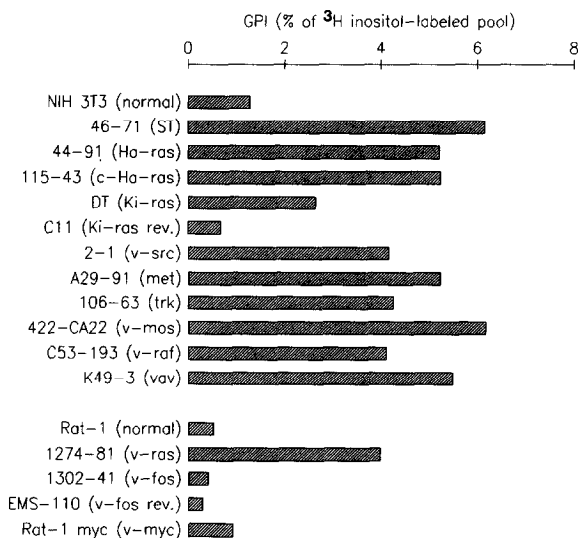 GPI (% of ³H inositol-labeled pool)
0 2 4 6 8
NIH 3T3 (normal)
46-71 (ST)
44-91 (Ha-ras)
115-43 (c-Ha-ras)
DT (Ki-ras)
C11 (Ki-ras rev.)
2-1 (v-src)
A29-91 (met)
106-63 (trk)
422-CA22 (v-mos)
C53-193 (v-raf)
K49-3 (vav)
Rat-1 (normal)
1274-81 (v-ras)
1302-41 (v-fos)
EMS-110 (v-fos rev.)
Rat-1 myc (v-myc)